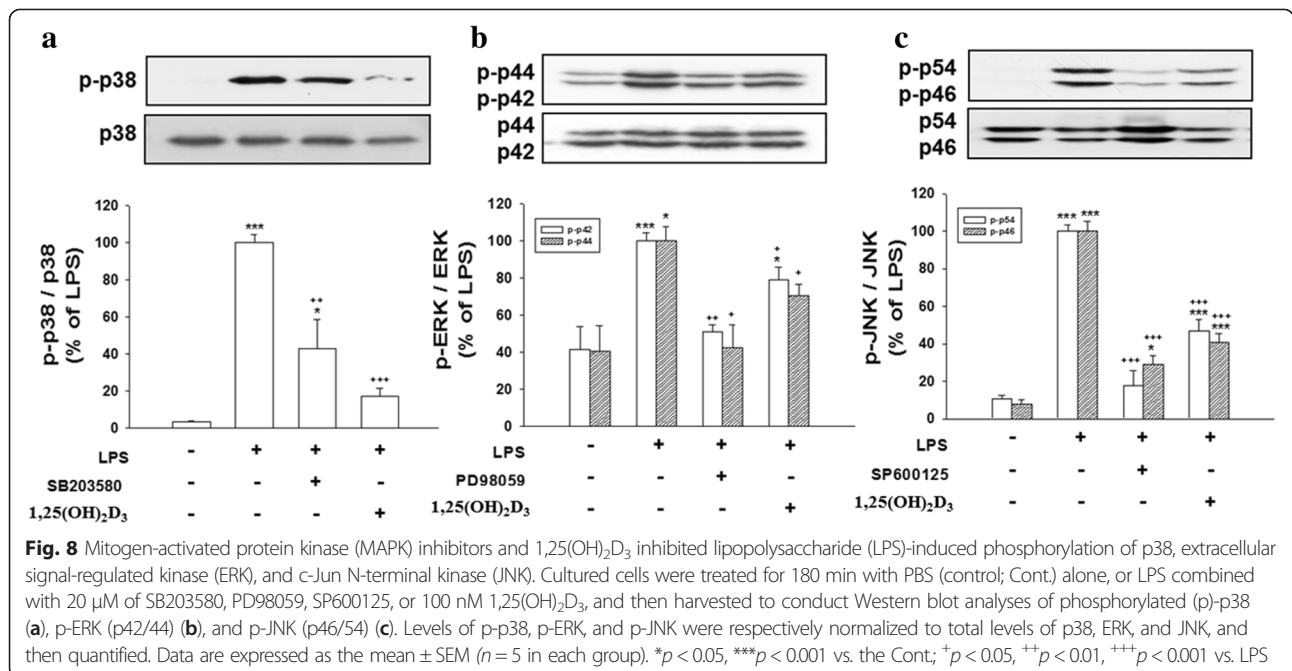 a
b
c
p-p38
p38
p-p44
p-p42
p44
p42
p-p54
p-p46
p54
p46
p-p38 / p38
(% of LPS)
120
100
80
60
40
20
0
***
++
*
+++
LPS - + + +
SB203580 - - + -
1,25(OH)₂D₃ - - - +
p-ERK / ERK
(% of LPS)
120
100
80
60
40
20
0
p-p42
p-p44
*** *
++ +
+
* +
- + + +
PD98059 - - + -
1,25(OH)₂D₃ - - - +
p-JNK / JNK
(% of LPS)
120
100
80
60
40
20
0
p-p54
p-p46
*** ***
+++ +++
*
+++ +++
*** ***
LPS - + + +
SP600125 - - + -
1,25(OH)₂D₃ - - - +
Fig. 8 Mitogen-activated protein kinase (MAPK) inhibitors and 1,25(OH)₂D₃ inhibited lipopolysaccharide (LPS)-induced phosphorylation of p38, extracellular
signal-regulated kinase (ERK), and c-Jun N-terminal kinase (JNK). Cultured cells were treated for 180 min with PBS (control; Cont.) alone, or LPS combined
with 20 μM of SB203580, PD98059, SP600125, or 100 nM 1,25(OH)₂D₃, and then harvested to conduct Western blot analyses of phosphorylated (p)-p38
(a), p-ERK (p42/44) (b), and p-JNK (p46/54) (c). Levels of p-p38, p-ERK, and p-JNK were respectively normalized to total levels of p38, ERK, and JNK, and
then quantified. Data are expressed as the mean ± SEM (n = 5 in each group). *p < 0.05, ***p < 0.001 vs. the Cont.; ⁺p < 0.05, ⁺⁺p < 0.01, ⁺⁺⁺p < 0.001 vs. LPS